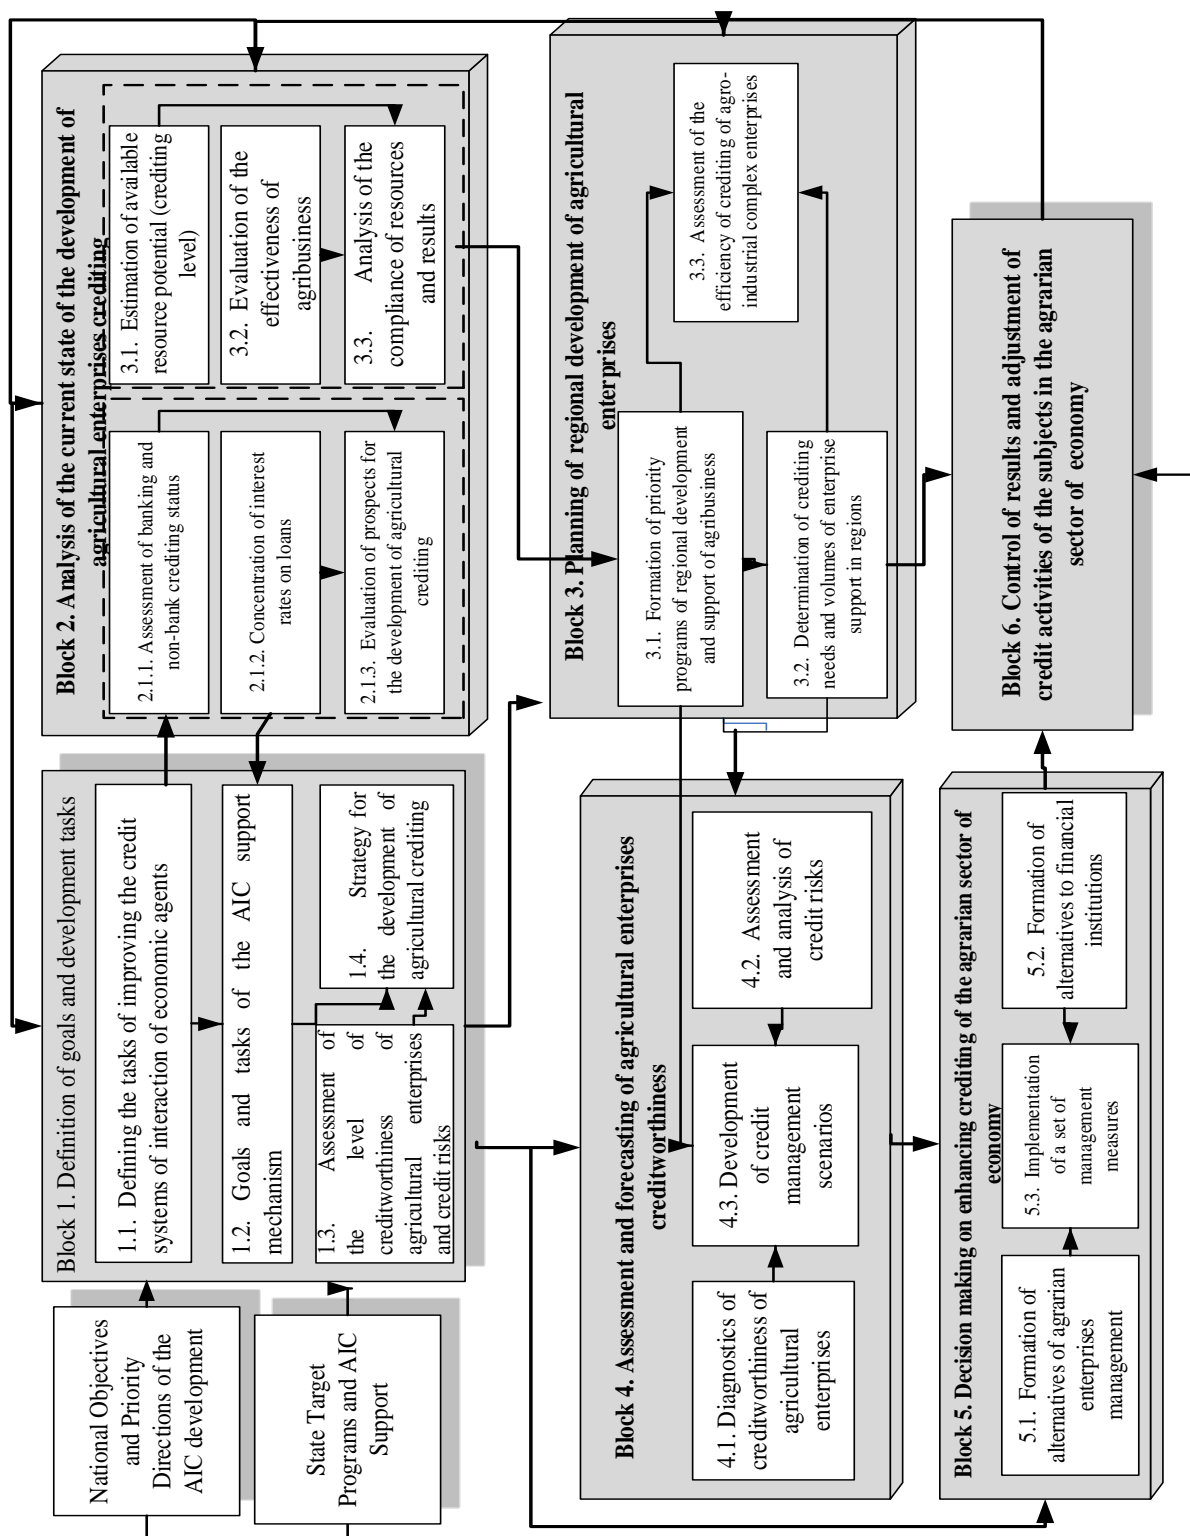 National Objectives
and Priority
Directions of the
AIC development
State Target
Programs and AIC
Support
Block 1. Definition of goals and development tasks
1.1. Defining the tasks of improving the credit
systems of interaction of economic agents
1.2. Goals and tasks of the AIC support
mechanism
1.3. Assessment of
the level of
creditworthiness of
agricultural enterprises
and credit risks
1.4. Strategy for
the development of
agricultural crediting
Block 2. Analysis of the current state of the development of
agricultural enterprises crediting
2.1.1. Assessment of banking and
non-bank crediting status
2.1.2. Concentration of interest
rates on loans
2.1.3. Evaluation of prospects for
the development of agricultural
crediting
3.1. Estimation of available
resource potential (crediting
level)
3.2. Evaluation of the
effectiveness of
agribusiness
3.3. Analysis of the
compliance of resources
and results
Block 4. Assessment and forecasting of agricultural enterprises
creditworthiness
4.1. Diagnostics of
creditworthiness of
agricultural
enterprises
4.3. Development
of credit
management
scenarios
4.2. Assessment
and analysis of
credit risks
Block 3. Planning of regional development of agricultural
enterprises
3.1. Formation of priority
programs of regional development
and support of agribusiness
3.2. Determination of crediting
needs and volumes of enterprise
support in regions
3.3. Assessment of the
efficiency of crediting of agro-
industrial complex enterprises
Block 5. Decision making on enhancing crediting of the agrarian sector of
economy
5.1. Formation of
alternatives of agrarian
enterprises
management
5.3. Implementation
of a set of
management
measures
5.2. Formation of
alternatives to financial
institutions
Block 6. Control of results and adjustment of
credit activities of the subjects in the agrarian
sector of economy